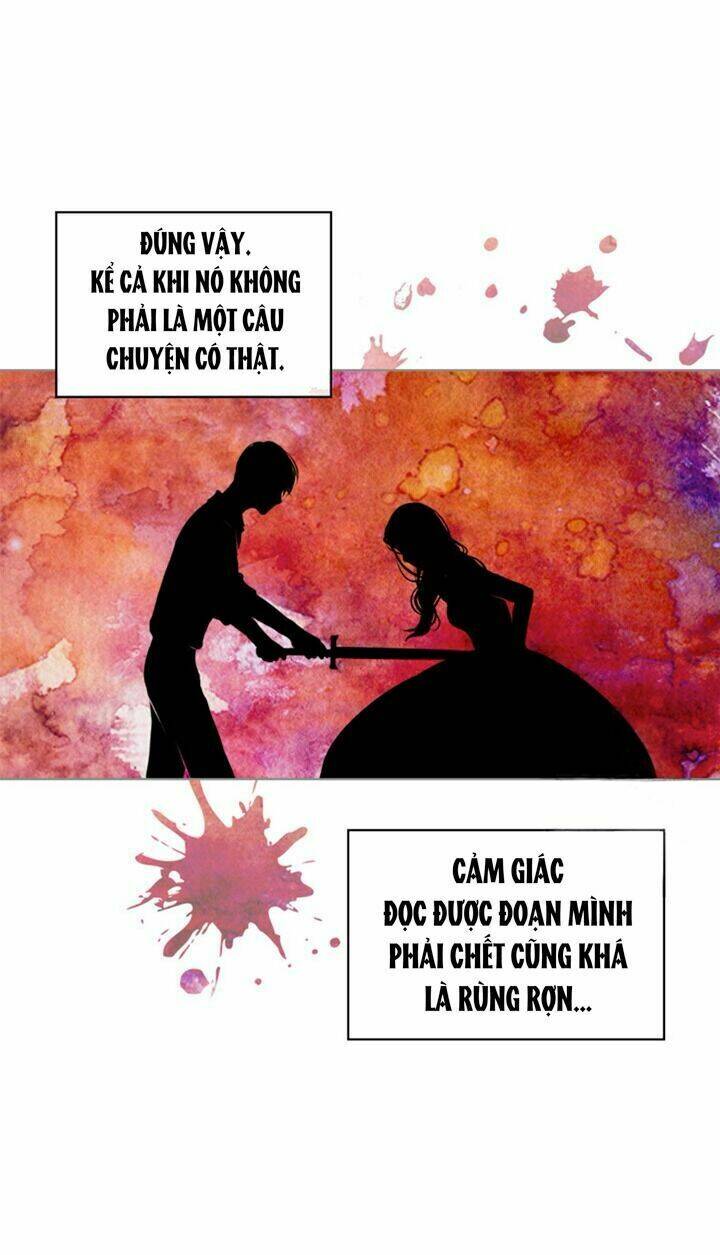 ĐÚNG VẬY.
KỂ CẢ KHI NÓ KHÔNG
PHẢI LÀ MỘT CÂU
CHUYỆN CÓ THẬT.
CẢM GIÁC
ĐỌC ĐƯỢC ĐOẠN MÌNH
PHẢI CHẾT CŨNG KHÁ
LÀ RÙNG RỢN...